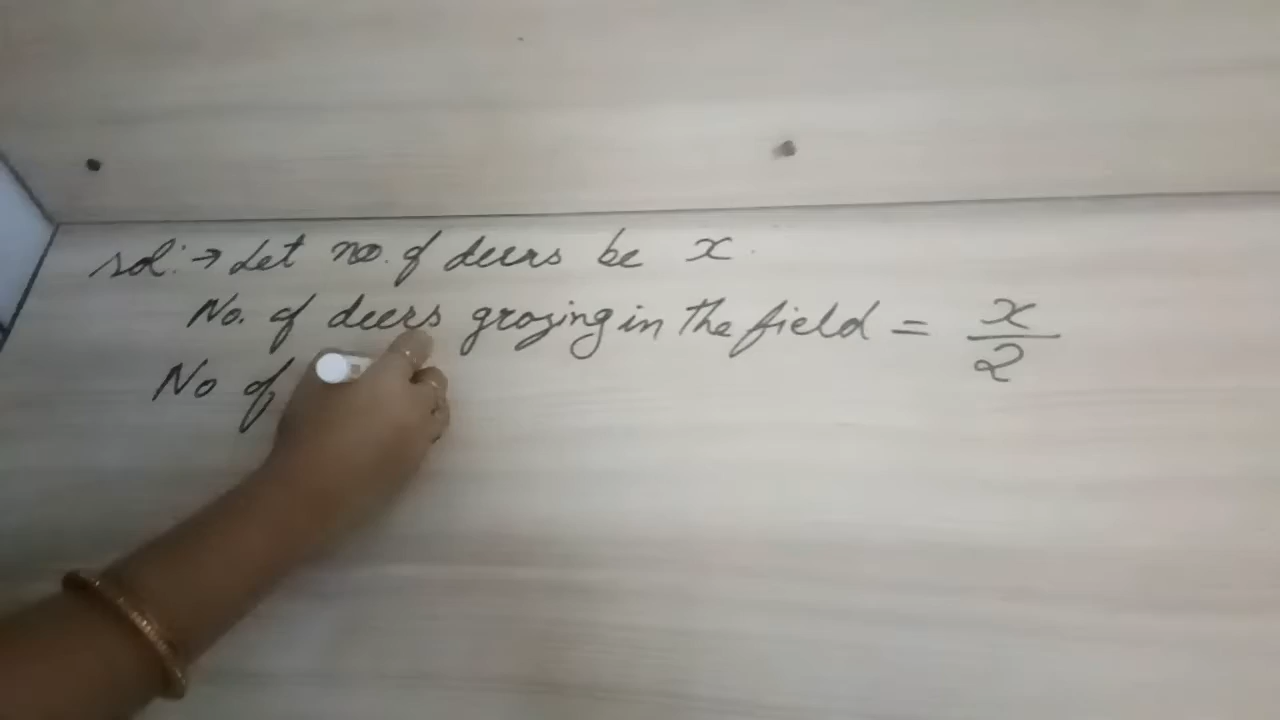 sol: → Let no. of deers be x.
No. of deers grazing in the field = x/2
No of